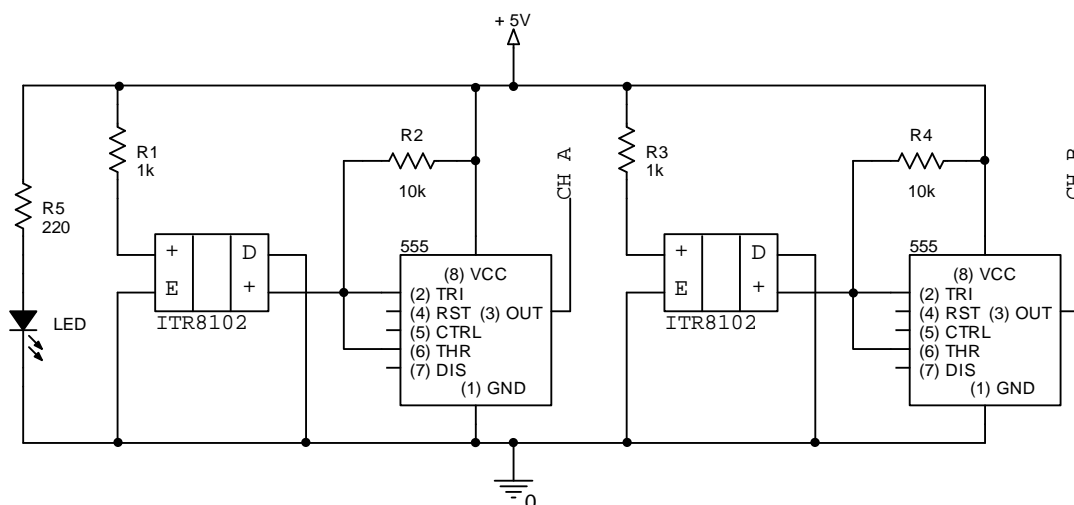 + 5V
R1
1k
R2
10k
CH A
R3
1k
R4
10k
R5
220
+
E
D
+
ITR8102
555
(8) VCC
(2) TRI
(4) RST
(3) OUT
(5) CTRL
(6) THR
(7) DIS
(1) GND
+
E
D
+
ITR8102
555
(8) VCC
(2) TRI
(4) RST
(3) OUT
(5) CTRL
(6) THR
(7) DIS
(1) GND
LED
0